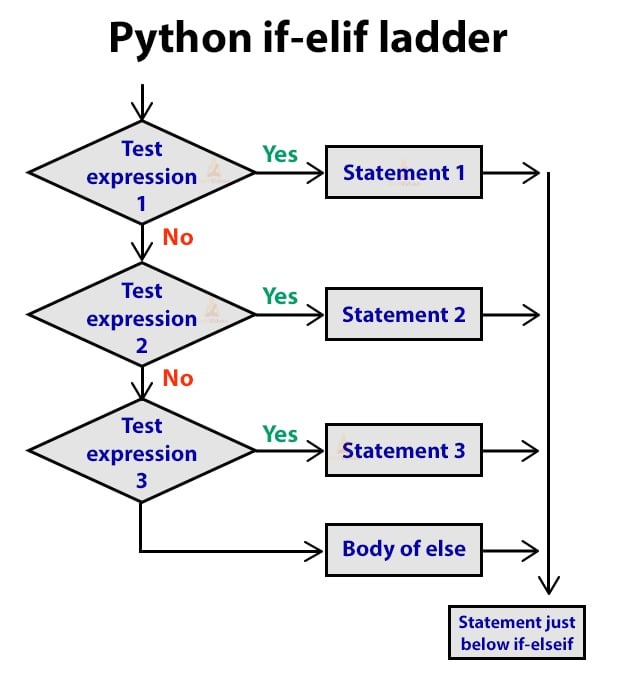 Python if-elif ladder
Test
expression
1
Yes
Statement 1
No
Test
expression
2
Yes
Statement 2
No
Test
expression
3
Yes
Statement 3
Body of else
Statement just
below if-elseif